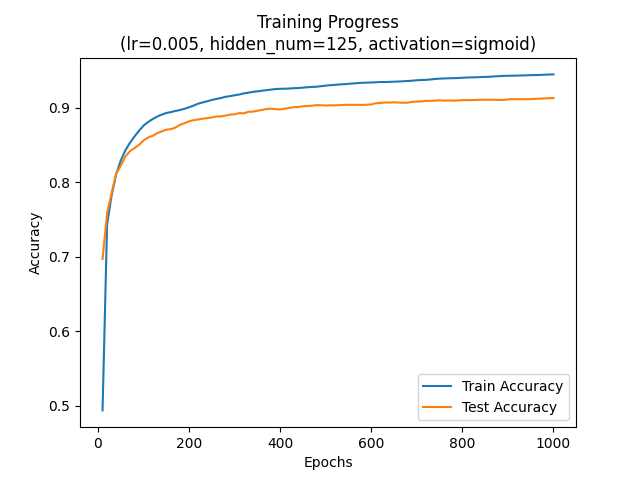 Training Progress
(lr=0.005, hidden_num=125, activation=sigmoid)
Accuracy
0.9
0.8
0.7
0.6
0.5
Train Accuracy
Test Accuracy
0 200 400 600 800 1000
Epochs